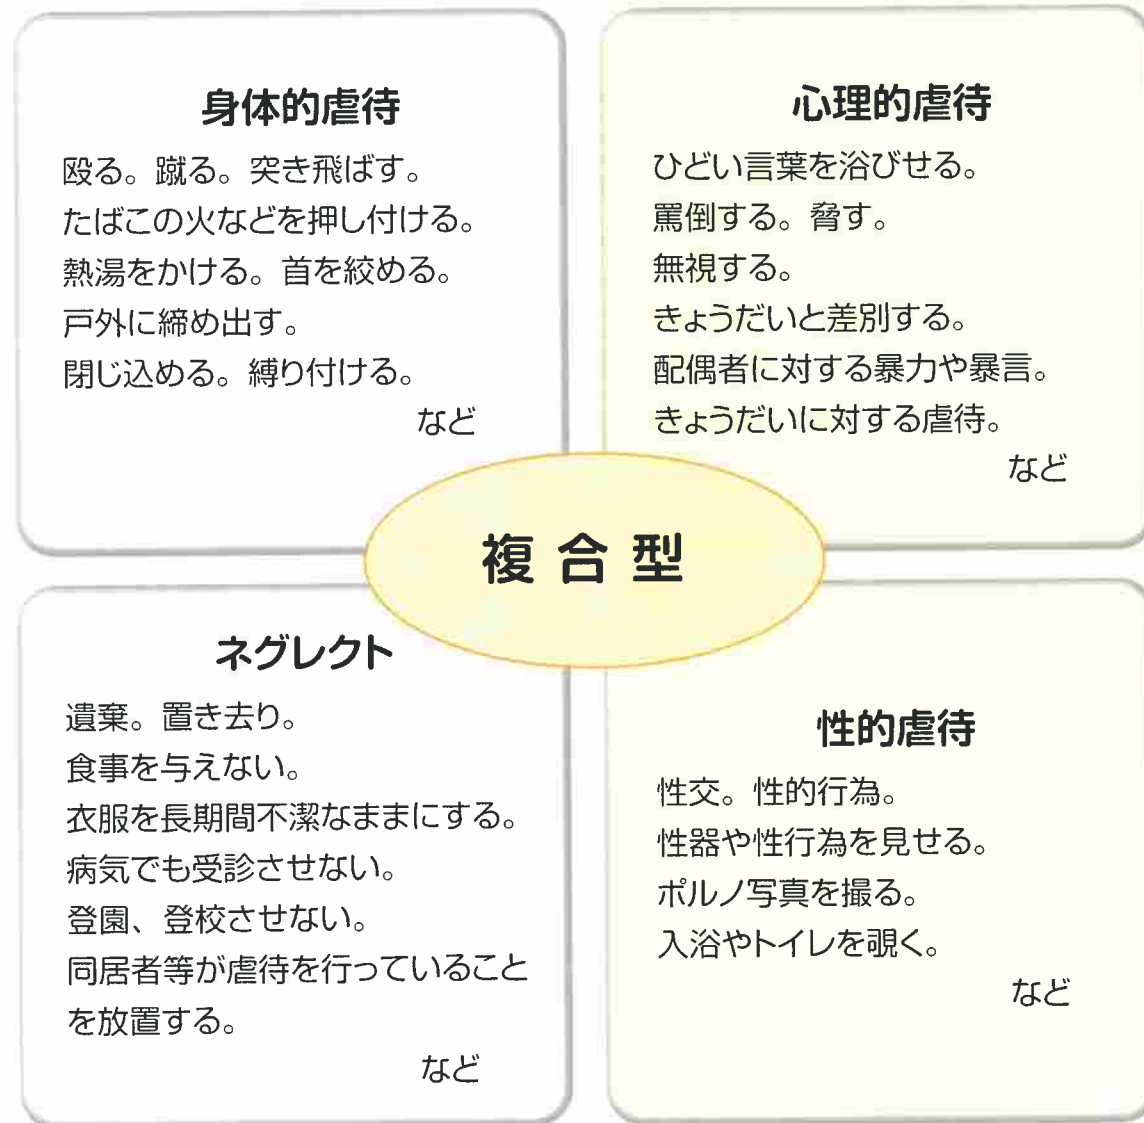 身体的虐待
殴る。蹴る。突き飛ばす。
たばこの火などを押し付ける。
熱湯をかける。首を絞める。
戸外に締め出す。
閉じ込める。縛り付ける。
など
心理的虐待
ひどい言葉を浴びせる。
罵倒する。脅す。
無視する。
きょうだいと差別する。
配偶者に対する暴力や暴言。
きょうだいに対する虐待。
など
複合型
ネグレクト
遺棄。置き去り。
食事を与えない。
衣服を長期間不潔なままにする。
病気でも受診させない。
登園、登校させない。
同居者等が虐待を行っていること
を放置する。
など
性的虐待
性交。性的行為。
性器や性行為を見せる。
ポルノ写真を撮る。
入浴やトイレを覗く。
など